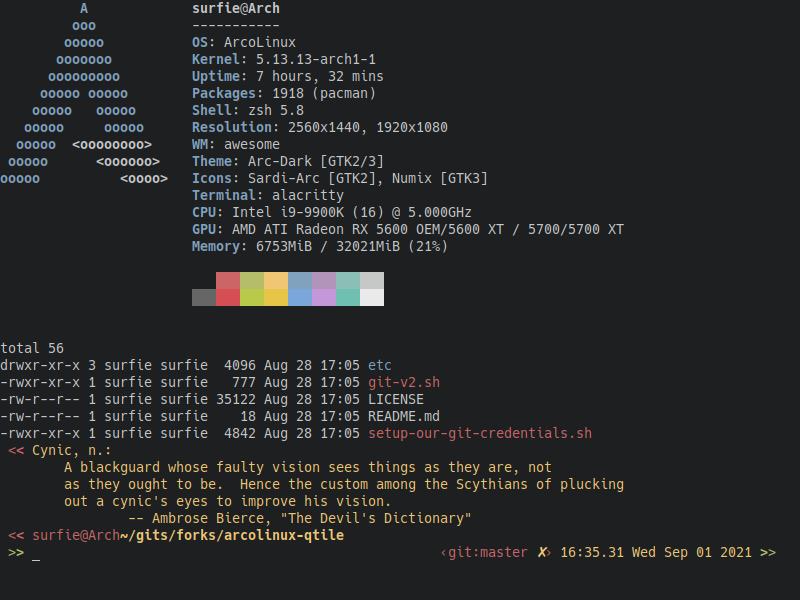 A surfie@Arch
ooo -----------
ooooo OS: ArcoLinux
ooooooo Kernel: 5.13.13-arch1-1
ooooooooo Uptime: 7 hours, 32 mins
ooooo ooooo Packages: 1918 (pacman)
ooooo ooooo Shell: zsh 5.8
ooooo ooooo Resolution: 2560x1440, 1920x1080
ooooo <oooooooo> WM: awesome
ooooo <oooooo> Theme: Arc-Dark [GTK2/3]
ooooo <oooo> Icons: Sardi-Arc [GTK2], Numix [GTK3]
Terminal: alacritty
CPU: Intel i9-9900K (16) @ 5.000GHz
GPU: AMD ATI Radeon RX 5600 OEM/5600 XT / 5700/5700 XT
Memory: 6753MiB / 32021MiB (21%)
total 56
drwxr-xr-x 3 surfie surfie 4096 Aug 28 17:05 etc
-rwxr-xr-x 1 surfie surfie 777 Aug 28 17:05 git-v2.sh
-rw-r--r-- 1 surfie surfie 35122 Aug 28 17:05 LICENSE
-rw-r--r-- 1 surfie surfie 18 Aug 28 17:05 README.md
-rwxr-xr-x 1 surfie surfie 4842 Aug 28 17:05 setup-our-git-credentials.sh
<< Cynic, n.:
A blackguard whose faulty vision sees things as they are, not
as they ought to be.  Hence the custom among the Scythians of plucking
out a cynic's eyes to improve his vision.
-- Ambrose Bierce, "The Devil's Dictionary"
<< surfie@Arch~/gits/forks/arcolinux-qtile
>> _ ‹git:master ✗› 16:35.31 Wed Sep 01 2021 >>